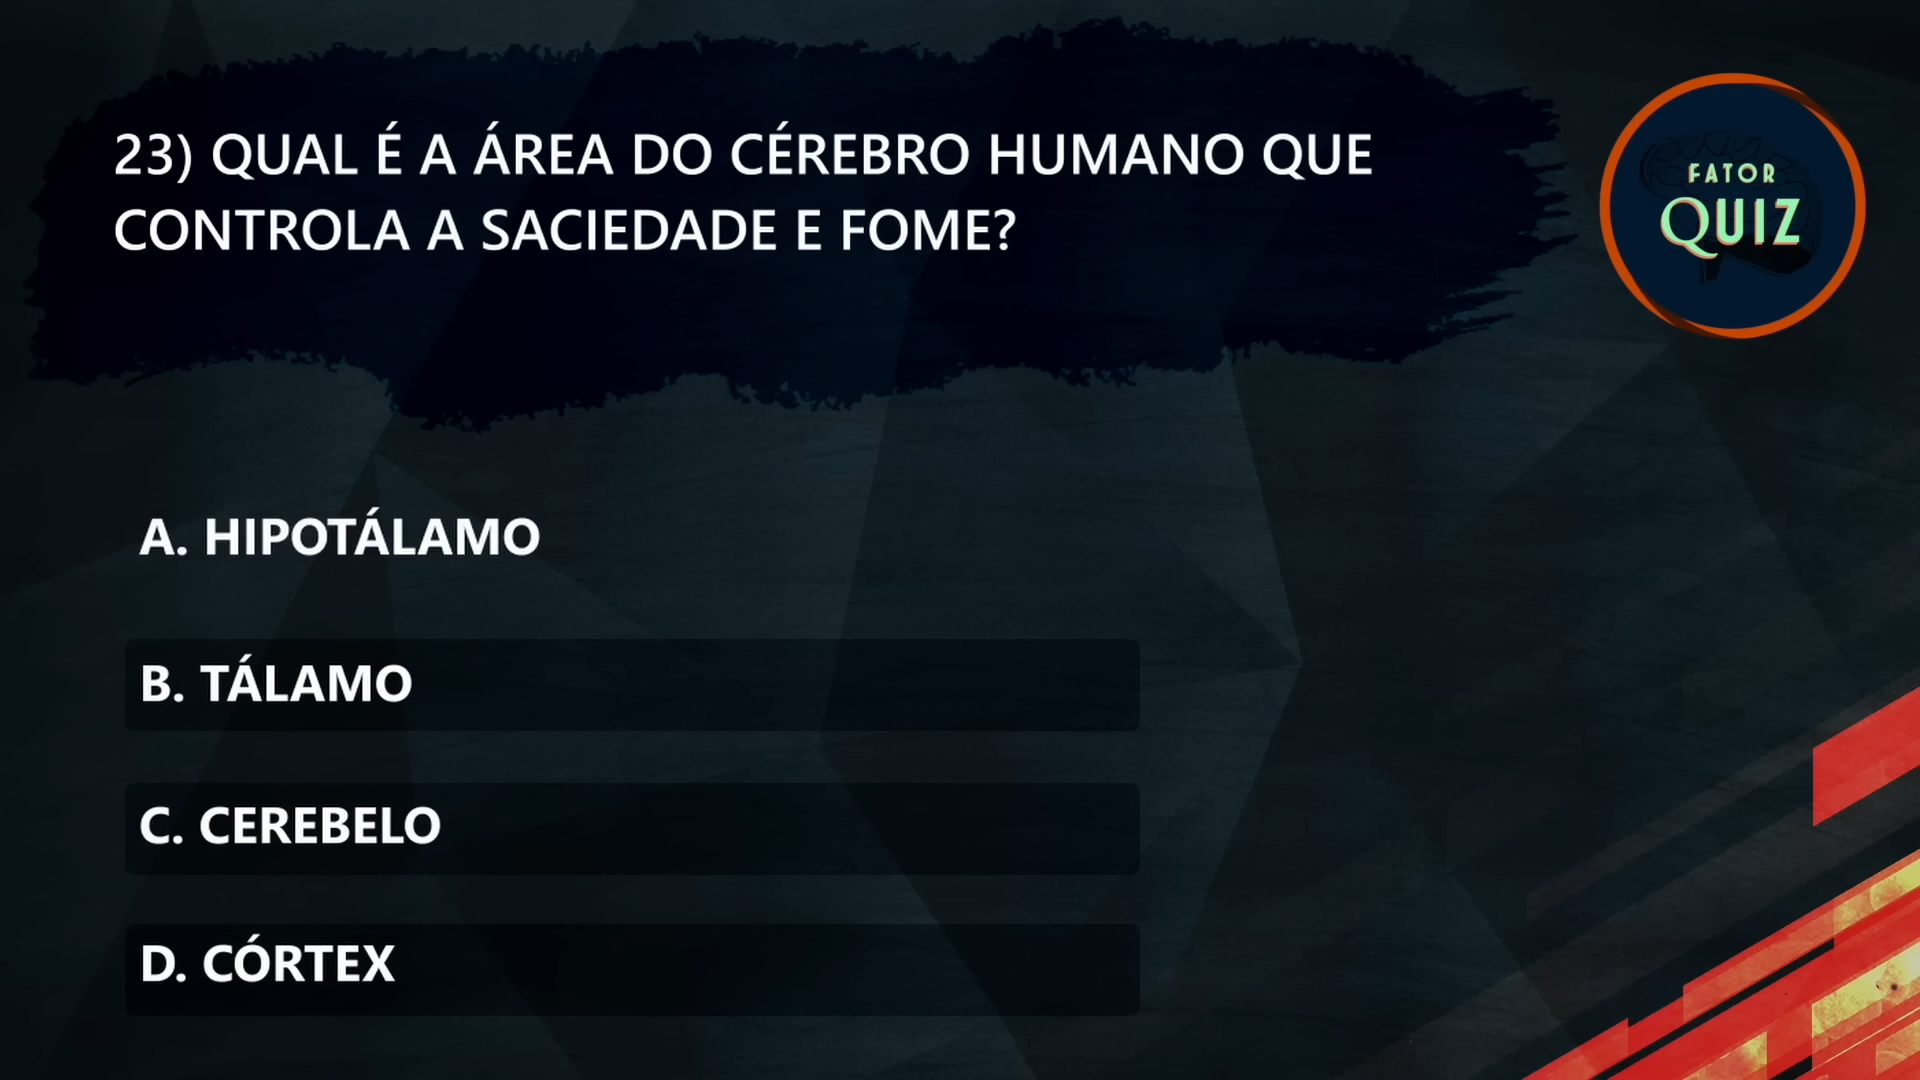 23) QUAL É A ÁREA DO CÉREBRO HUMANO QUE
CONTROLA A SACIEDADE E FOME?
FATOR
QUIZ
A. HIPOTÁLAMO
B. TÁLAMO
C. CEREBELO
D. CÓRTEX